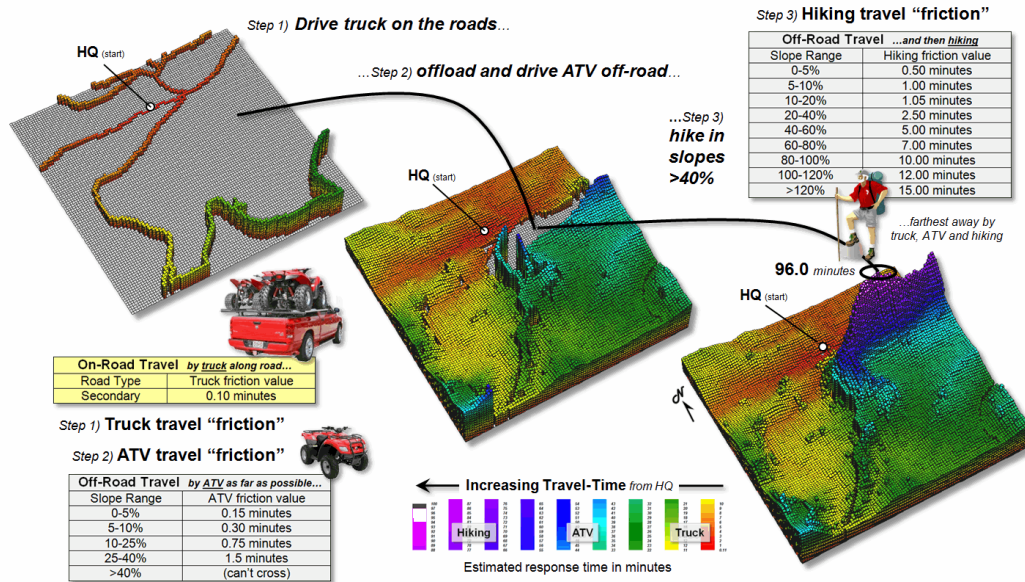 Step 1) Drive truck on the roads…
HQ (start)
…Step 2) offload and drive ATV off-road…
Step 3) Hiking travel “friction”
Off-Road Travel …and then hiking
Slope Range Hiking friction value
0-5% 0.50 minutes
5-10% 1.00 minutes
10-20% 1.05 minutes
20-40% 2.50 minutes
40-60% 5.00 minutes
60-80% 7.00 minutes
80-100% 10.00 minutes
100-120% 12.00 minutes
>120% 15.00 minutes
…Step 3)
hike in
slopes
>40%
HQ (start)
…farthest away by
truck, ATV and hiking
96.0 minutes
HQ (start)
N
On-Road Travel by truck along road…
Road Type Truck friction value
Secondary 0.10 minutes
Step 1) Truck travel “friction”
Step 2) ATV travel “friction”
Off-Road Travel by ATV as far as possible…
Slope Range ATV friction value
0-5% 0.15 minutes
5-10% 0.30 minutes
10-25% 0.75 minutes
25-40% 1.5 minutes
>40% (can’t cross)
Increasing Travel-Time from HQ
Hiking ATV Truck
Estimated response time in minutes